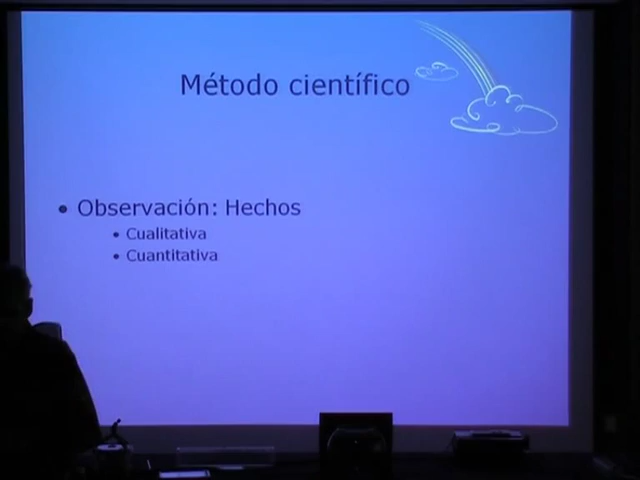 Método científico
• Observación: Hechos
• Cualitativa
• Cuantitativa